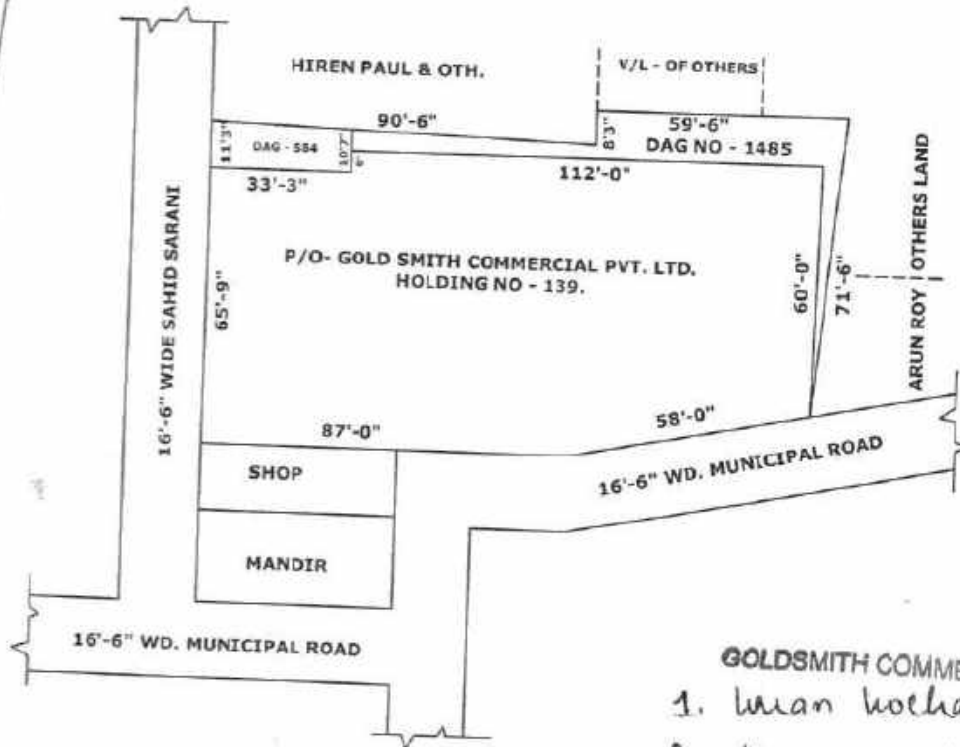 HIREN PAUL & OTH.
V/L - OF OTHERS
90'-6"
59'-6"
8'3"
DAG NO - 1485
11'3"
DAG - 584
10'7"
6'
33'-3"
112'-0"
16'-6" WIDE SAHID SARANI
P/O- GOLD SMITH COMMERCIAL PVT. LTD.
HOLDING NO - 139.
65'-9"
60'-0"
71'-6"
ARUN ROY OTHERS LAND
87'-0"
58'-0"
SHOP
16'-6" WD. MUNICIPAL ROAD
MANDIR
16'-6" WD. MUNICIPAL ROAD
GOLDSMITH COMME
1.